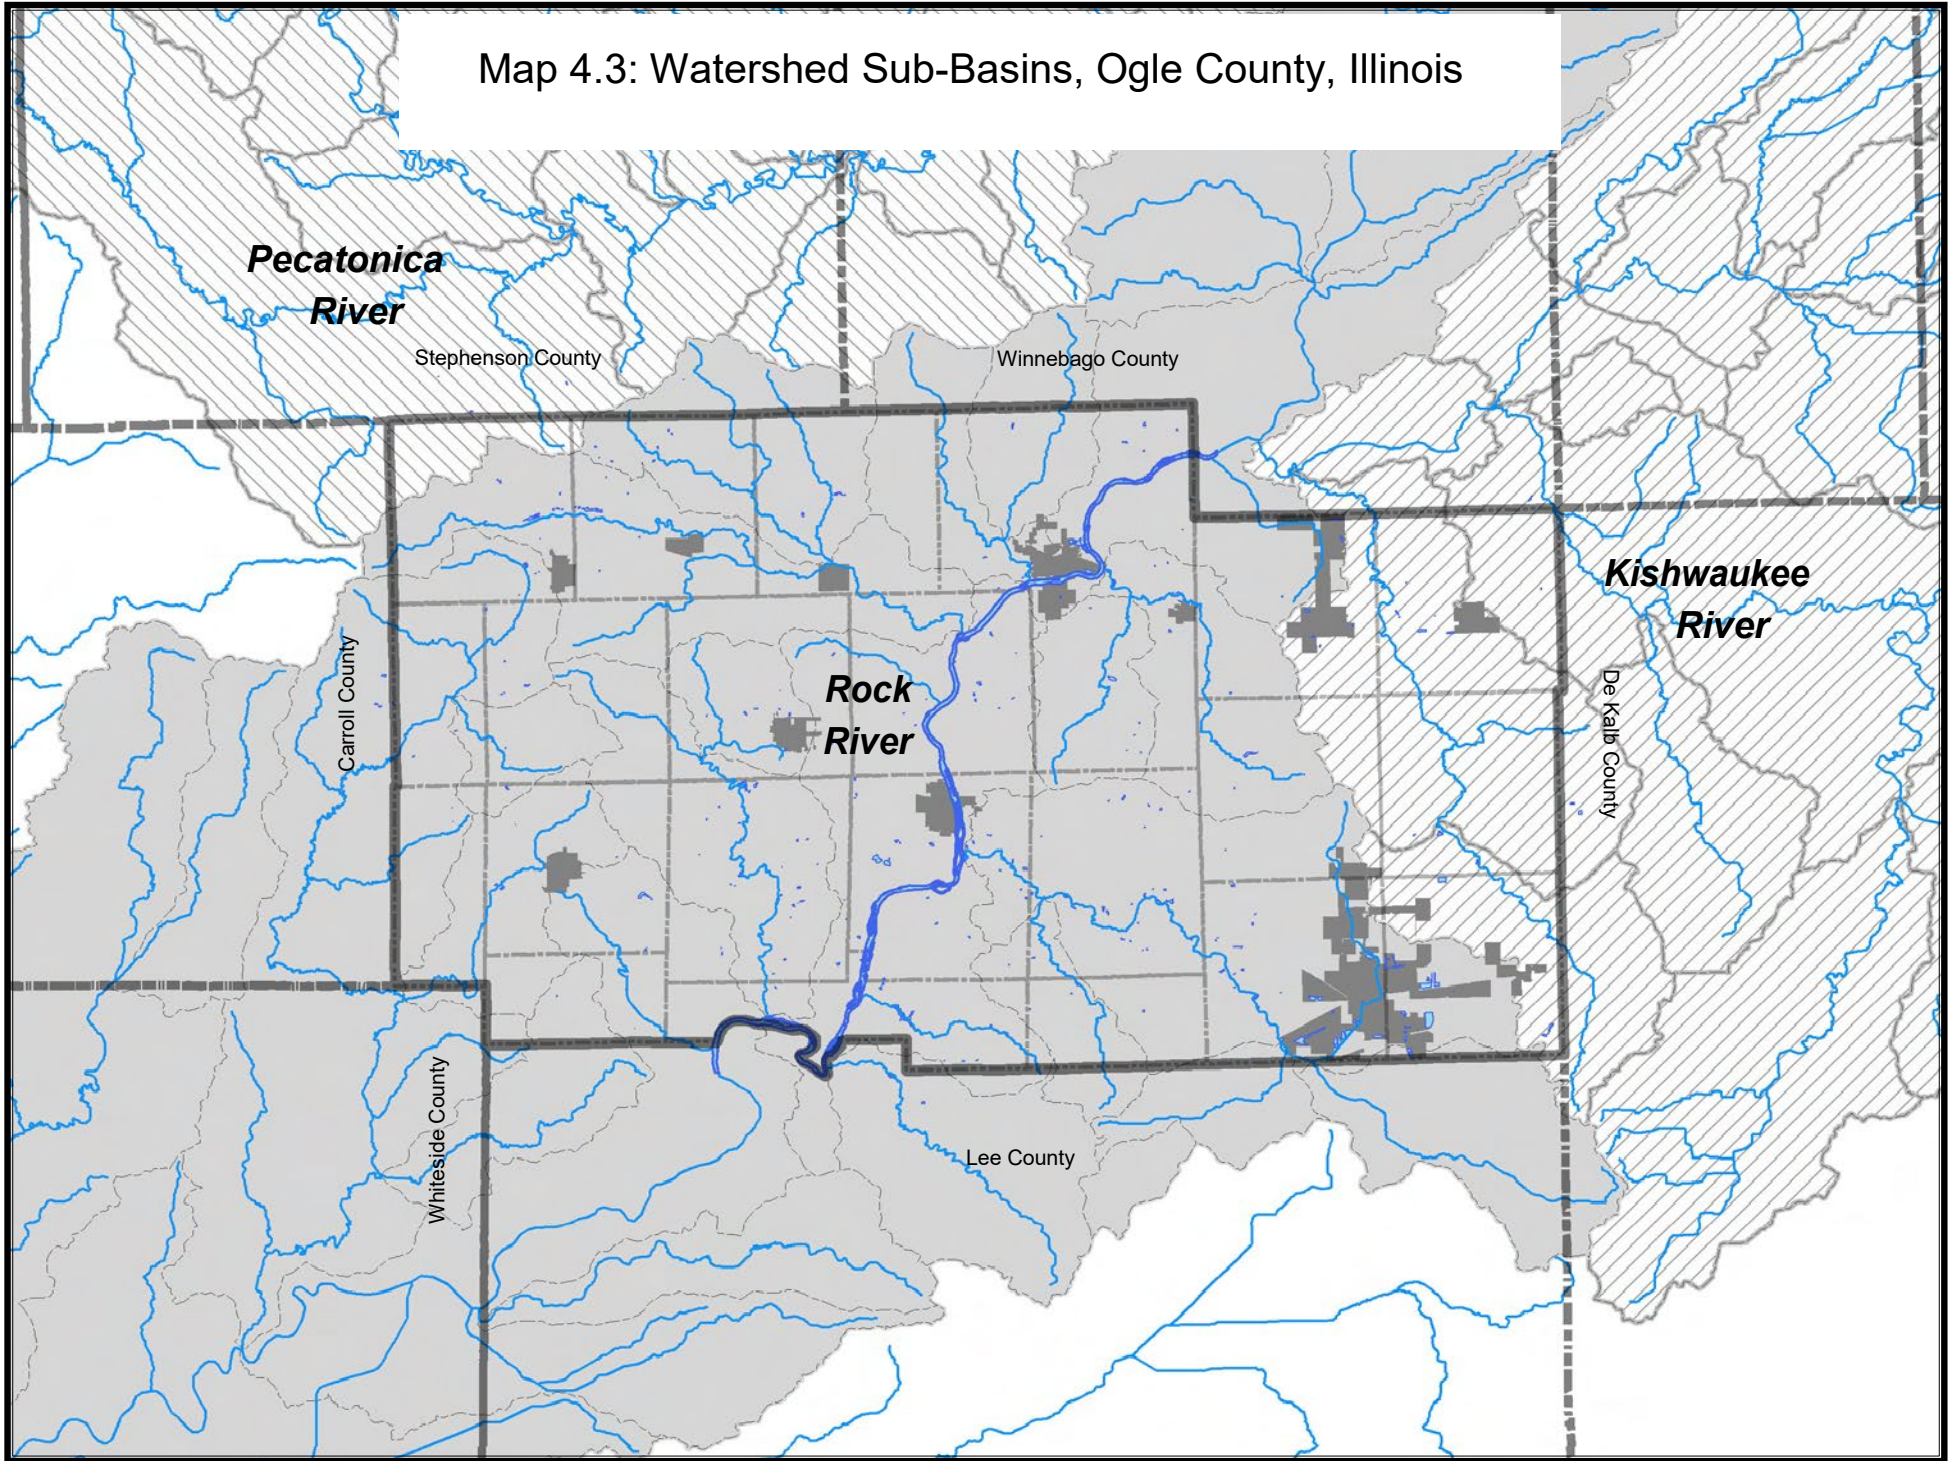 Map 4.3: Watershed Sub-Basins, Ogle County, Illinois
Pecatonica
River
Stephenson County
Winnebago County
Kishwaukee
River
Carroll County
Rock
River
De Kalb County
Whiteside County
Lee County